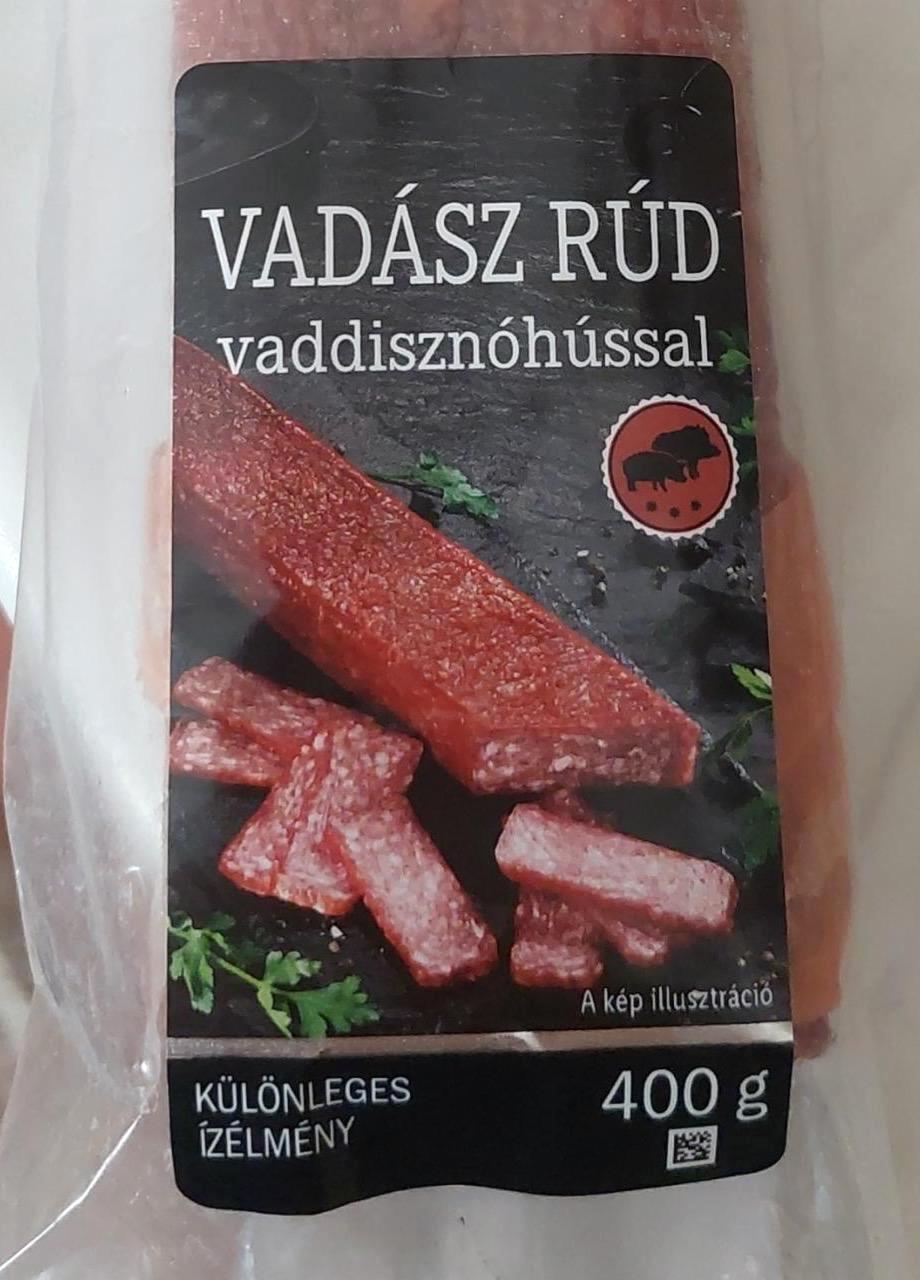 VADÁSZ RÚD
vaddisznóhússal
A kép illusztráció
KÜLÖNLEGES
ÍZÉLMÉNY
400 g